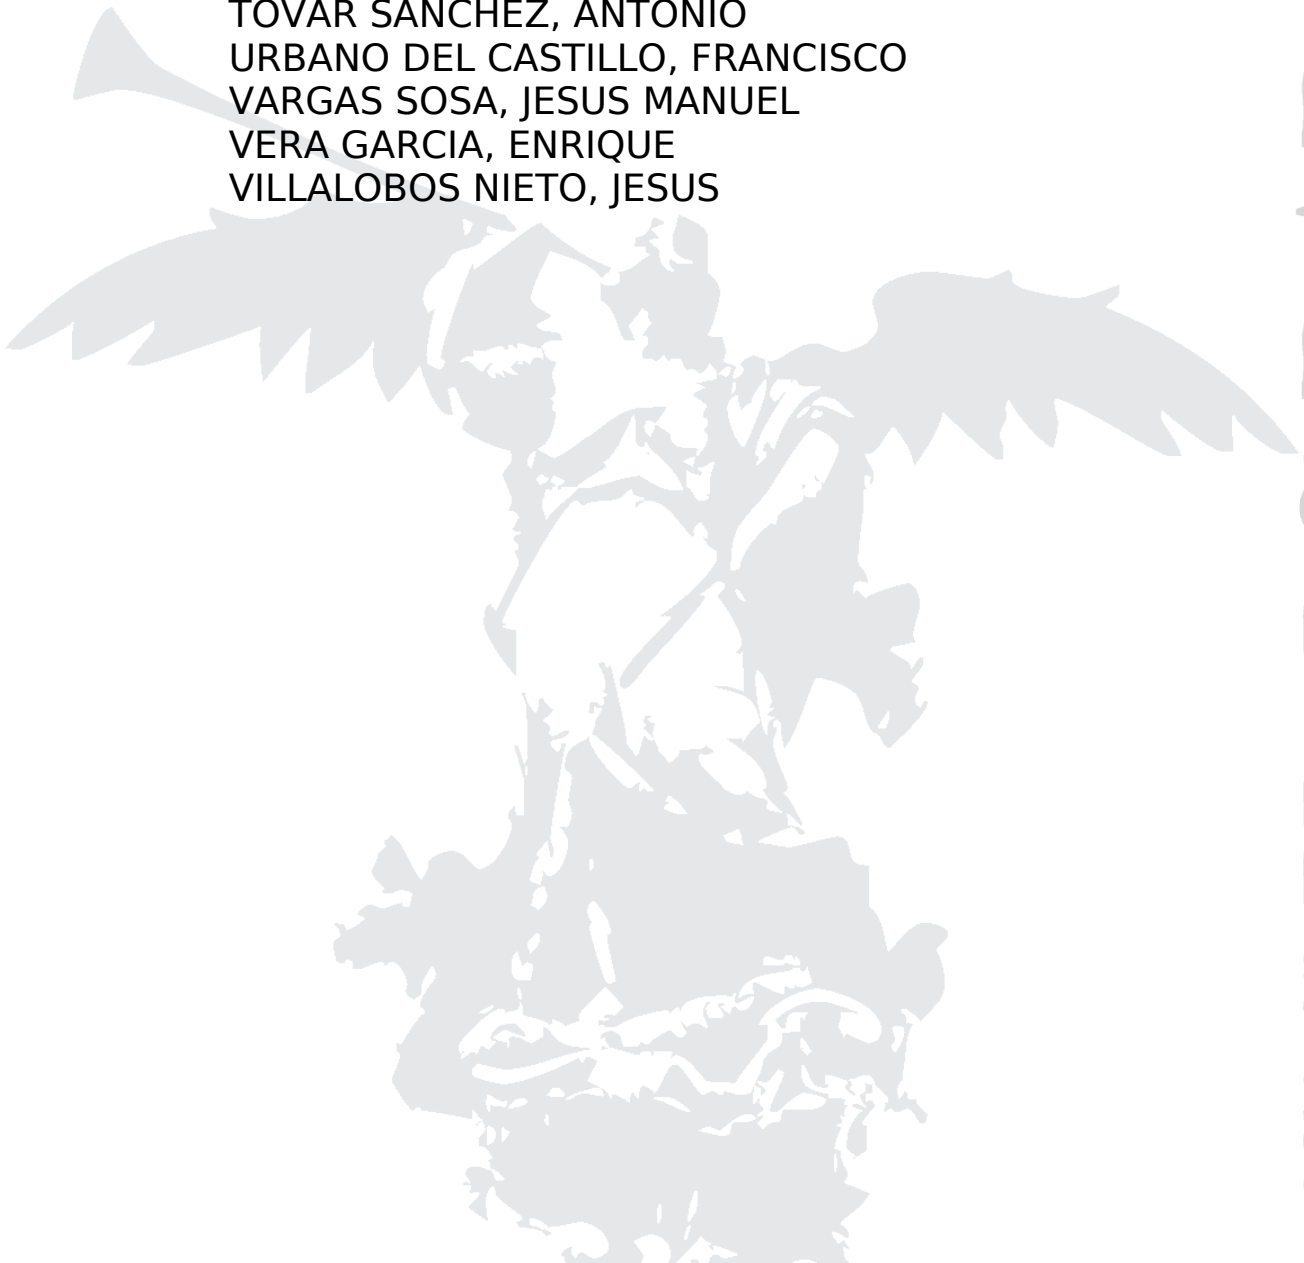 TOVAR SANCHEZ, ANTONIO
URBANO DEL CASTILLO, FRANCISCO
VARGAS SOSA, JESUS MANUEL
VERA GARCIA, ENRIQUE
VILLALOBOS NIETO, JESUS